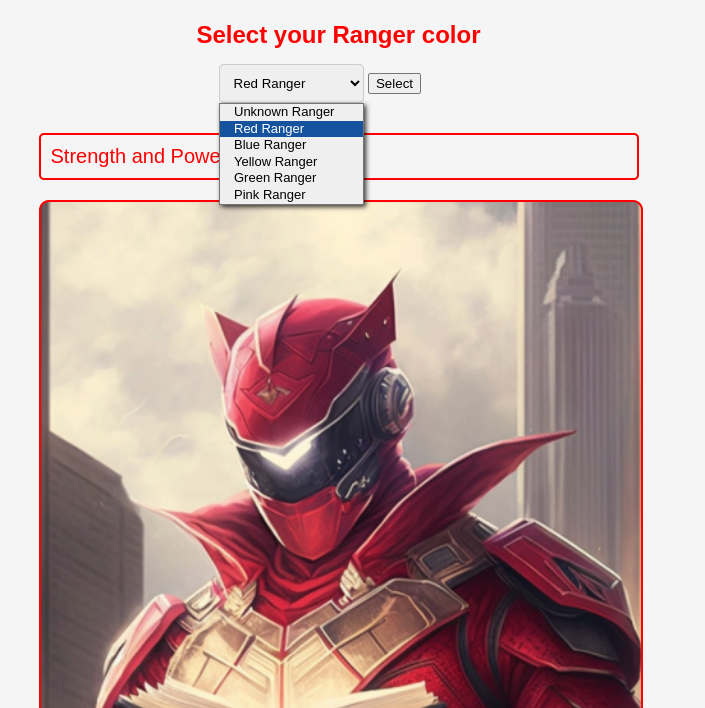 Select your Ranger color
Red Ranger
Select
Unknown Ranger
Red Ranger
Blue Ranger
Yellow Ranger
Green Ranger
Pink Ranger
Strength and Powe